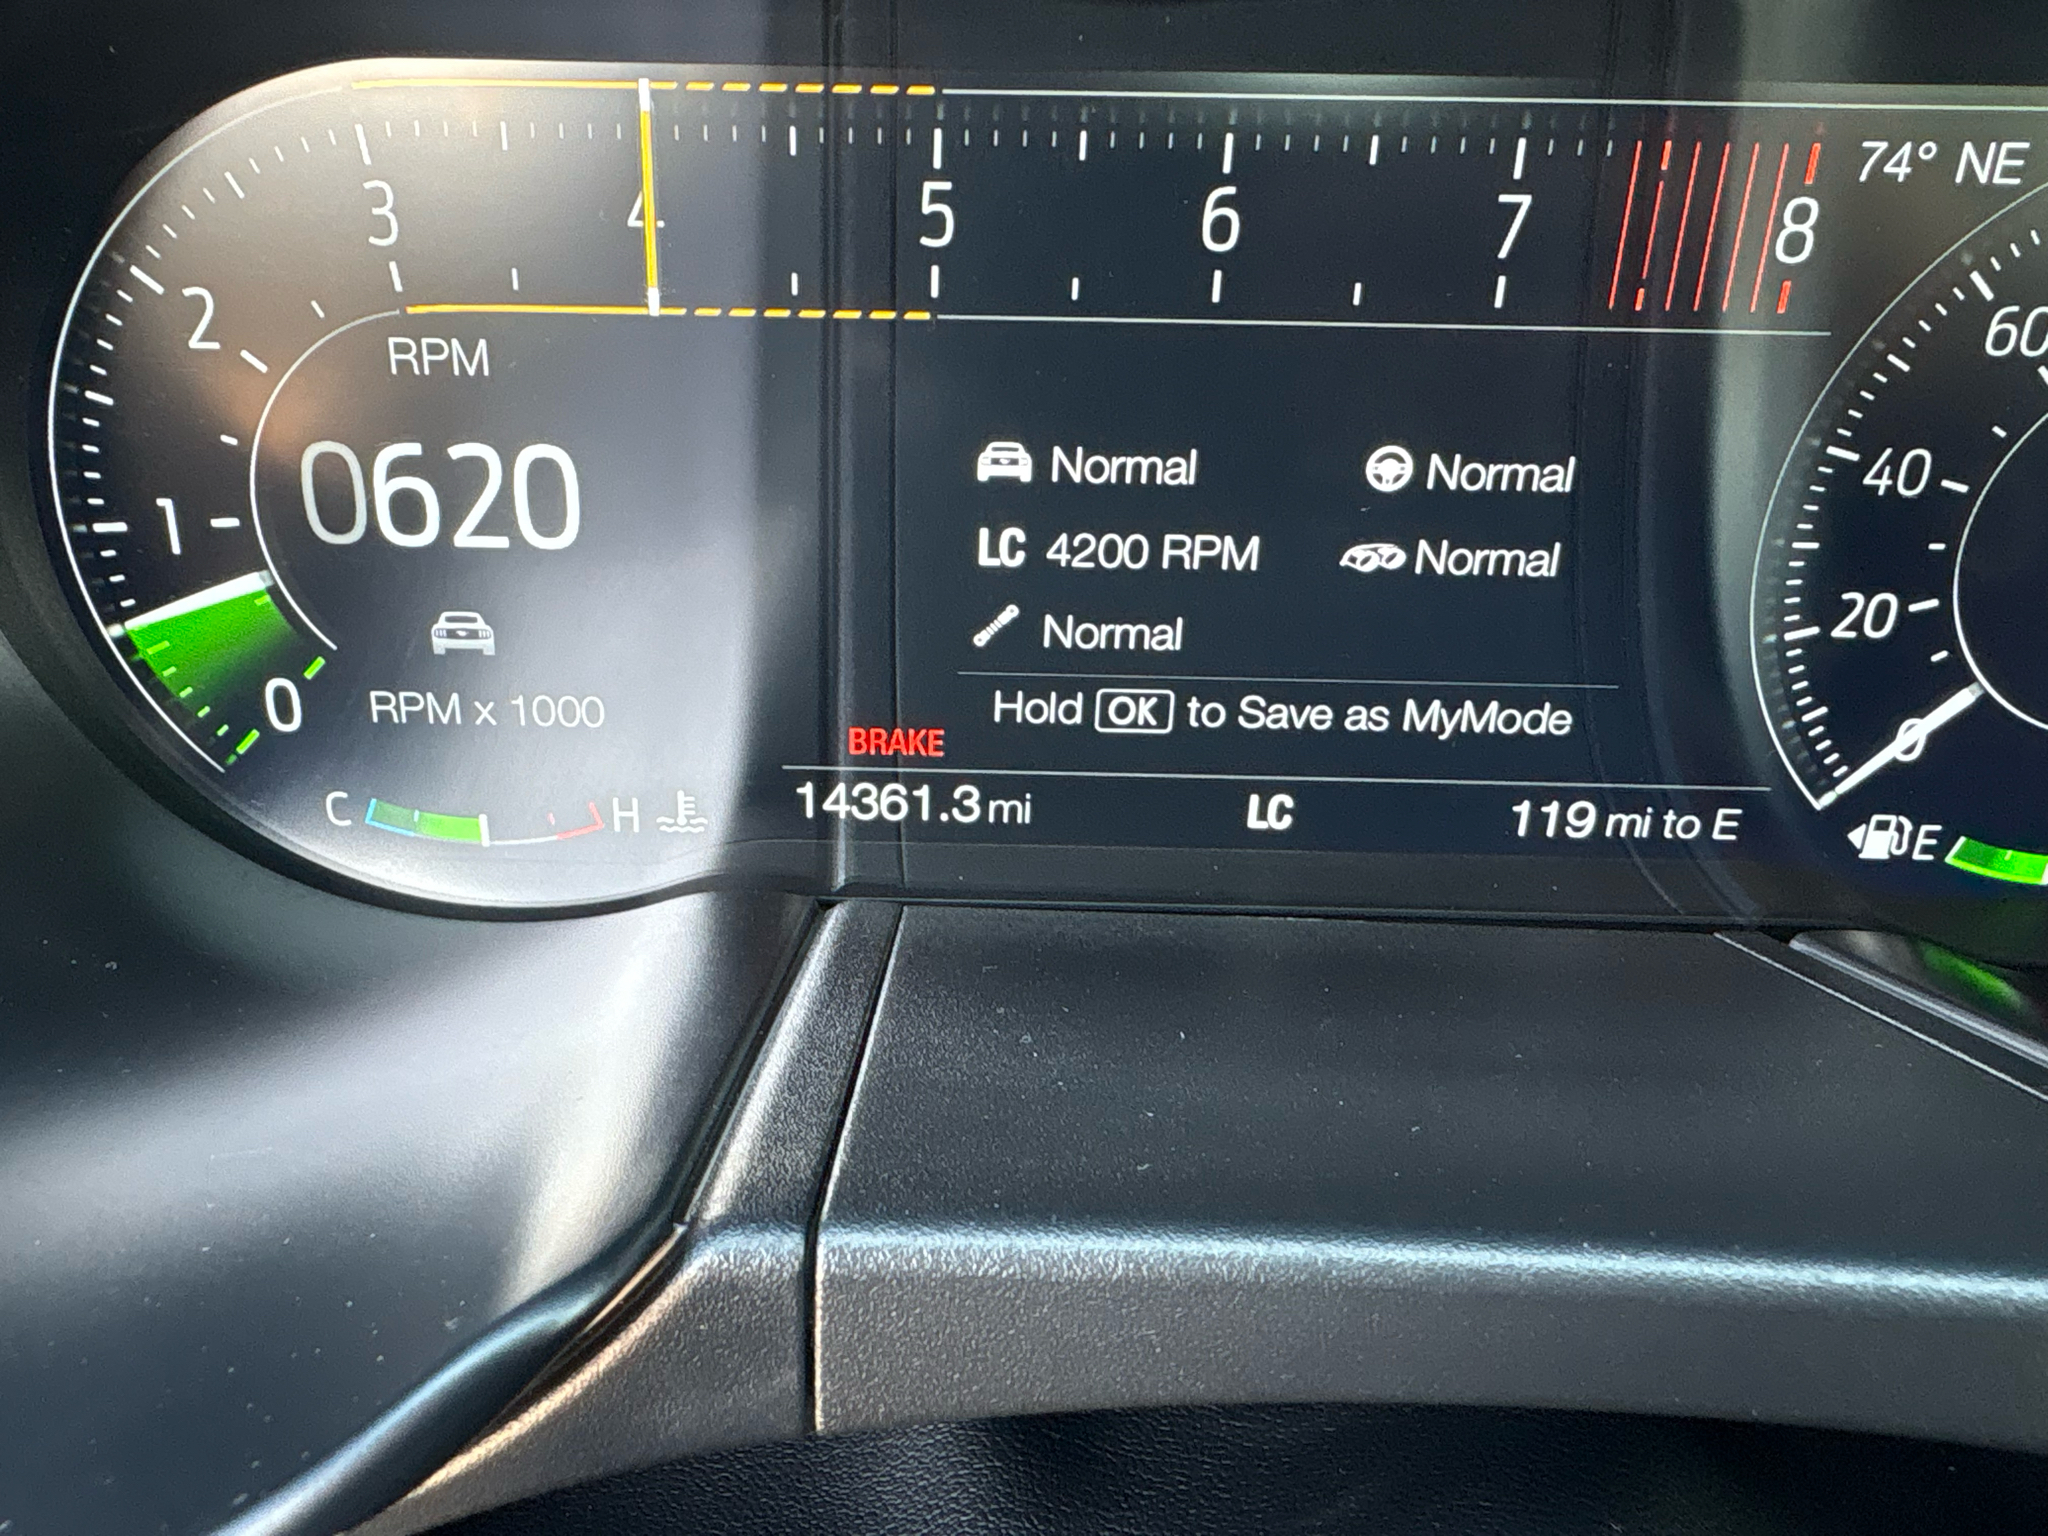 3 4 5 6 7 8
74° NE
2
60
RPM
40
0620
Normal
Normal
1
LC 4200 RPM
Normal
20
Normal
0
RPM x 1000
Hold OK to Save as MyMode
0
BRAKE
C H
14361.3 mi
LC
119 mi to E
E